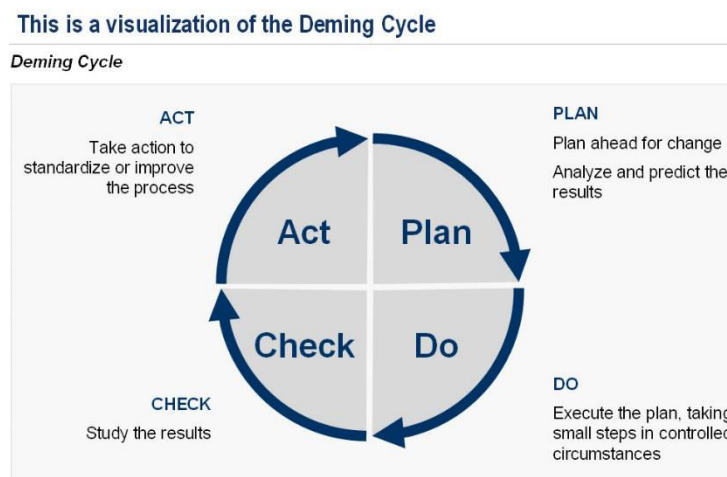 This is a visualization of the Deming Cycle
Deming Cycle
ACT
Take action to
standardize or improve
the process
PLAN
Plan ahead for change
Analyze and predict the
results
Act
Plan
Check
Do
CHECK
Study the results
DO
Execute the plan, taking
small steps in controlled
circumstances